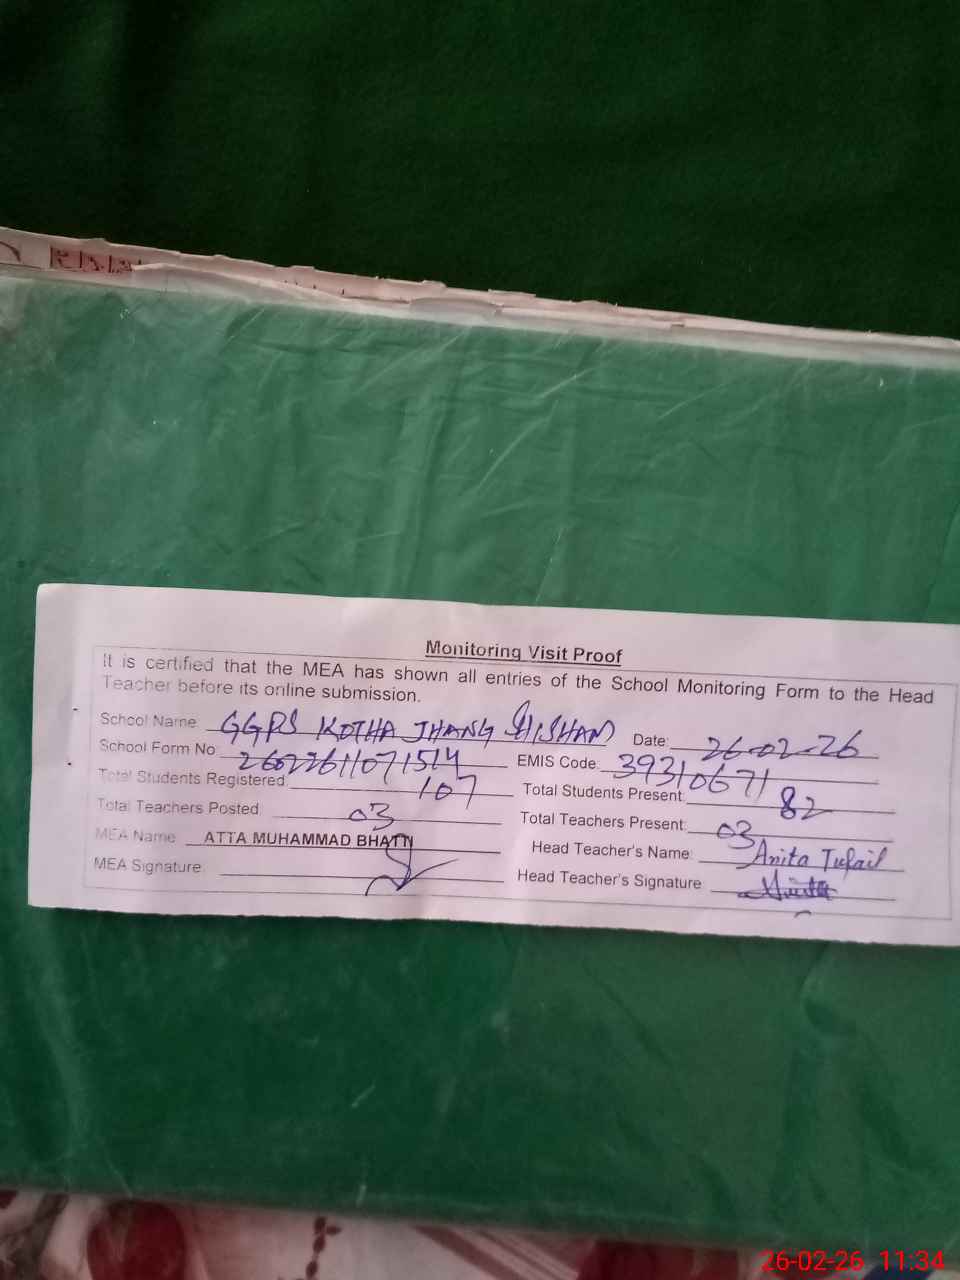 Monitoring Visit Proof
It is certified that the MEA has shown all entries of the School Monitoring Form to the Head
Teacher before its online submission.
School Name GGPS KOTHA JHANG SHISHAM Date: 26-02-26
School Form No: 26022611071514 EMIS Code: 39310671
Total Students Registered: 107 Total Students Present: 82
Total Teachers Posted 03 Total Teachers Present: 03
MEA Name ATTA MUHAMMAD BHATTI Head Teacher's Name: Anita Tufail
MEA Signature Head Teacher's Signature
26-02-26 11:34